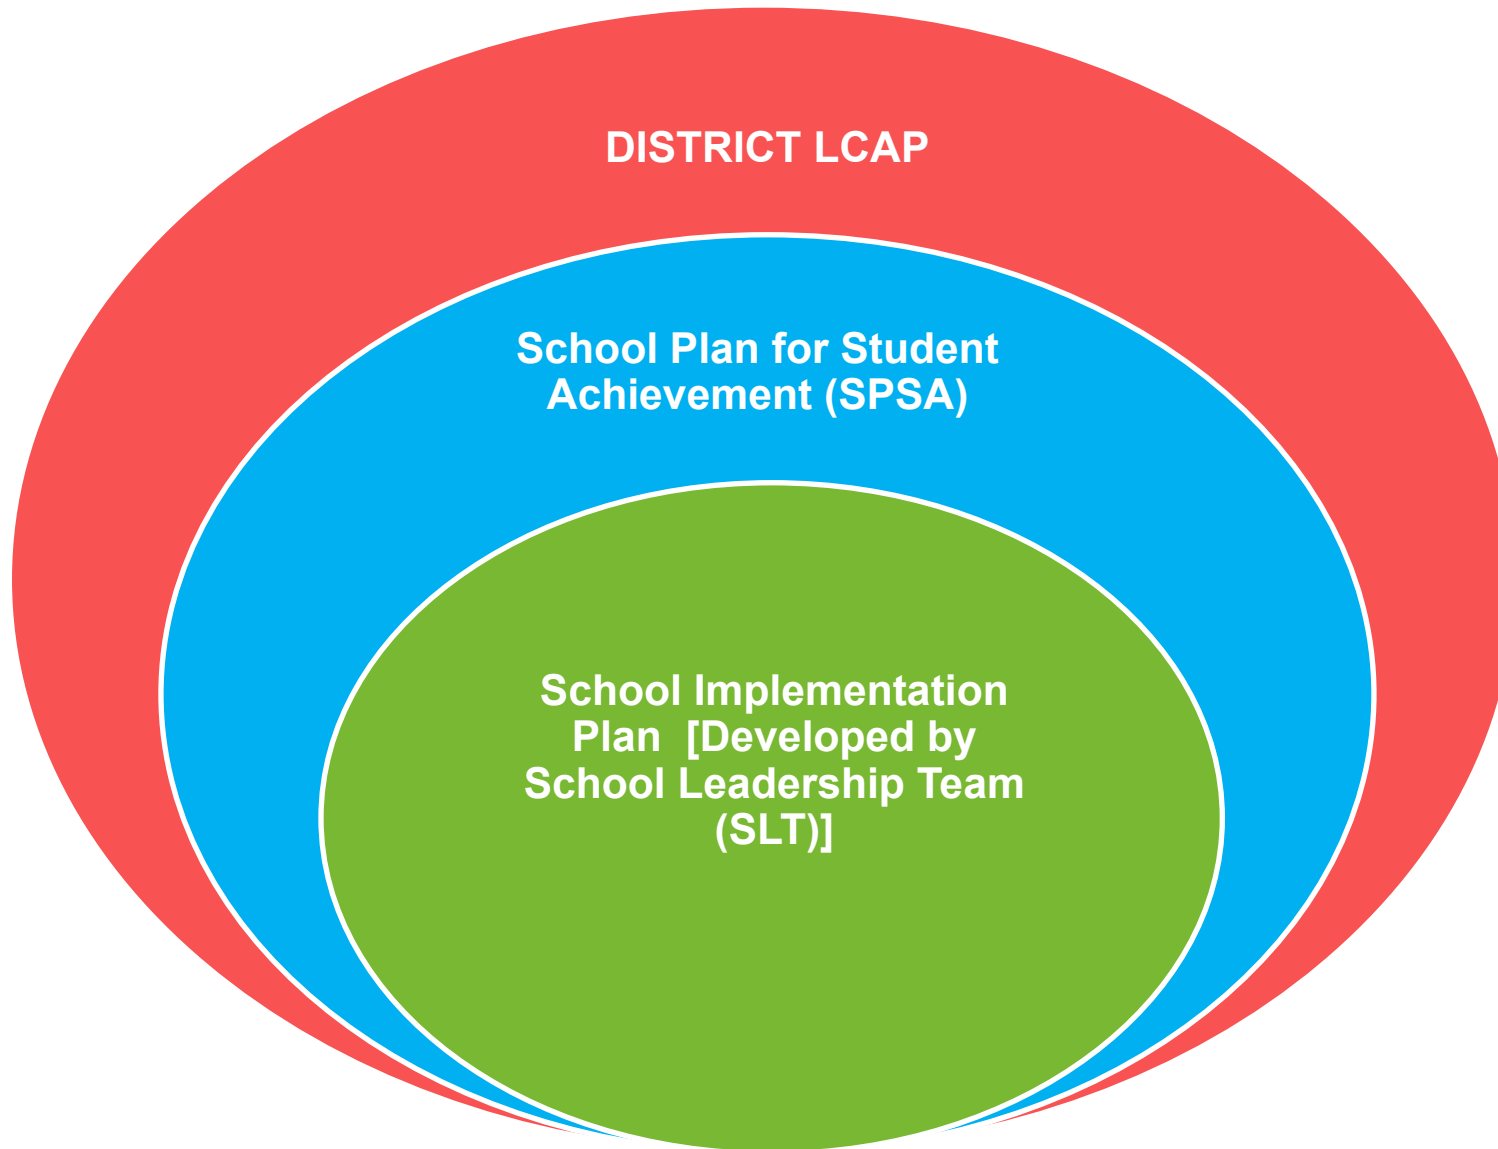 DISTRICT LCAP
School Plan for Student
Achievement (SPSA)
School Implementation
Plan  [Developed by
School Leadership Team
(SLT)]